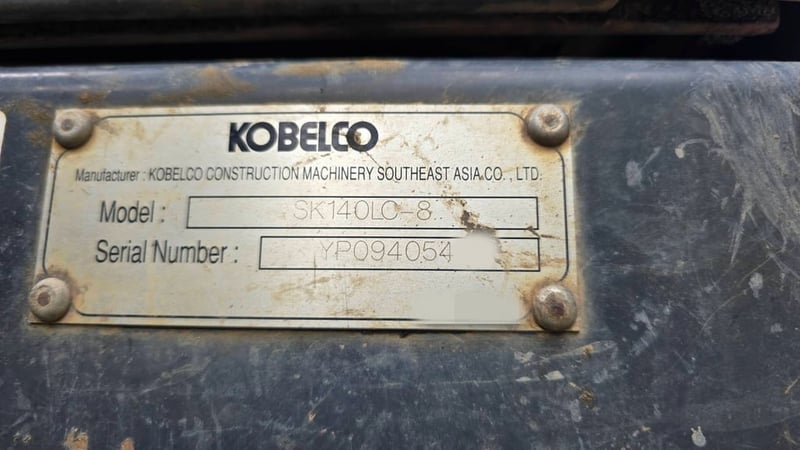 KOBELCO
Manufacturer : KOBELCO CONSTRUCTION MACHINERY SOUTHEAST ASIA.CO., LTD.
Model : SK140LC-8
Serial Number : YP094054